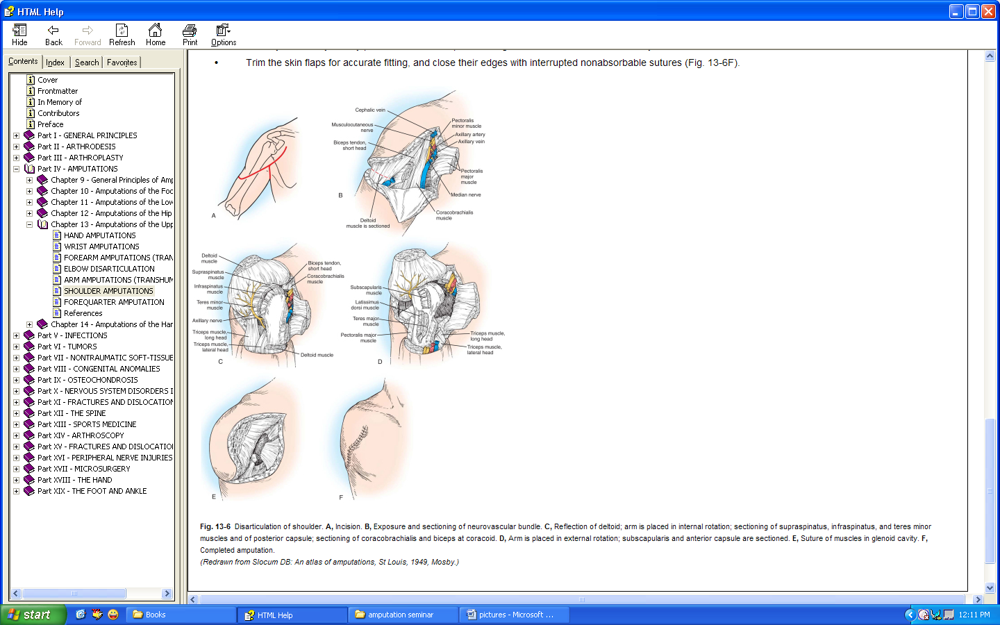 HTML Help
Hide
Back
Forward
Refresh
Home
Print
Options
Contents
Index
Search
Favorites
Cover
Frontmatter
In Memory of
Contributors
Preface
Part I - GENERAL PRINCIPLES
Part II - ARTHRODESIS
Part III - ARTHROPLASTY
Part IV - AMPUTATIONS
Chapter 9 - General Principles of Amp
Chapter 10 - Amputations of the Foo
Chapter 11 - Amputations of the Low
Chapter 12 - Amputations of the Hip
Chapter 13 - Amputations of the Upp
HAND AMPUTATIONS
WRIST AMPUTATIONS
FOREARM AMPUTATIONS (TRAN
ELBOW DISARTICULATION
ARM AMPUTATIONS (TRANSHUM
SHOULDER AMPUTATIONS
FOREQUARTER AMPUTATION
References
Chapter 14 - Amputations of the Har
Part V - INFECTIONS
Part VI - TUMORS
Part VII - NONTRAUMATIC SOFT-TISSUE
Part VIII - CONGENITAL ANOMALIES
Part IX - OSTEOCHONDROSIS
Part X - NERVOUS SYSTEM DISORDERS I
Part XI - FRACTURES AND DISLOCATION
Part XII - THE SPINE
Part XIII - SPORTS MEDICINE
Part XIV - ARTHROSCOPY
Part XV - FRACTURES AND DISLOCATIO
Part XVI - PERIPHERAL NERVE INJURIES
Part XVII - MICROSURGERY
Part XVIII - THE HAND
Part XIX - THE FOOT AND ANKLE
• Trim the skin flaps for accurate fitting, and close their edges with interrupted nonabsorbable sutures (Fig. 13-6F).
A
Cephalic vein
Musculocutaneous
nerve
Biceps tendon,
short head
Pectoralis
minor muscle
Axillary artery
Axillary vein
Pectoralis
major
muscle
Median nerve
Coracobrachialis
muscle
Deltoid
muscle is sectioned
B
Deltoid
muscle
Supraspinatus
muscle
Infraspinatus
muscle
Teres minor
muscle
Axillary nerve
Triceps muscle,
long head
Triceps muscle,
lateral head
Biceps tendon,
short head
Coracobrachialis
muscle
Deltoid muscle
C
Subscapularis
muscle
Latissimus
dorsi muscle
Teres major
muscle
Pectoralis major
muscle
Triceps muscle,
long head
Triceps muscle,
lateral head
D
E
F
Fig. 13-6 Disarticulation of shoulder. A, Incision. B, Exposure and sectioning of neurovascular bundle. C, Reflection of deltoid; arm is placed in internal rotation; sectioning of supraspinatus, infraspinatus, and teres minor
muscles and of posterior capsule; sectioning of coracobrachialis and biceps at coracoid. D, Arm is placed in external rotation; subscapularis and anterior capsule are sectioned. E, Suture of muscles in glenoid cavity. F,
Completed amputation.
(Redrawn from Slocum DB: An atlas of amputations, St Louis, 1949, Mosby.)
start
Books
HTML Help
amputation seminar
pictures - Microsoft ...
12:11 PM